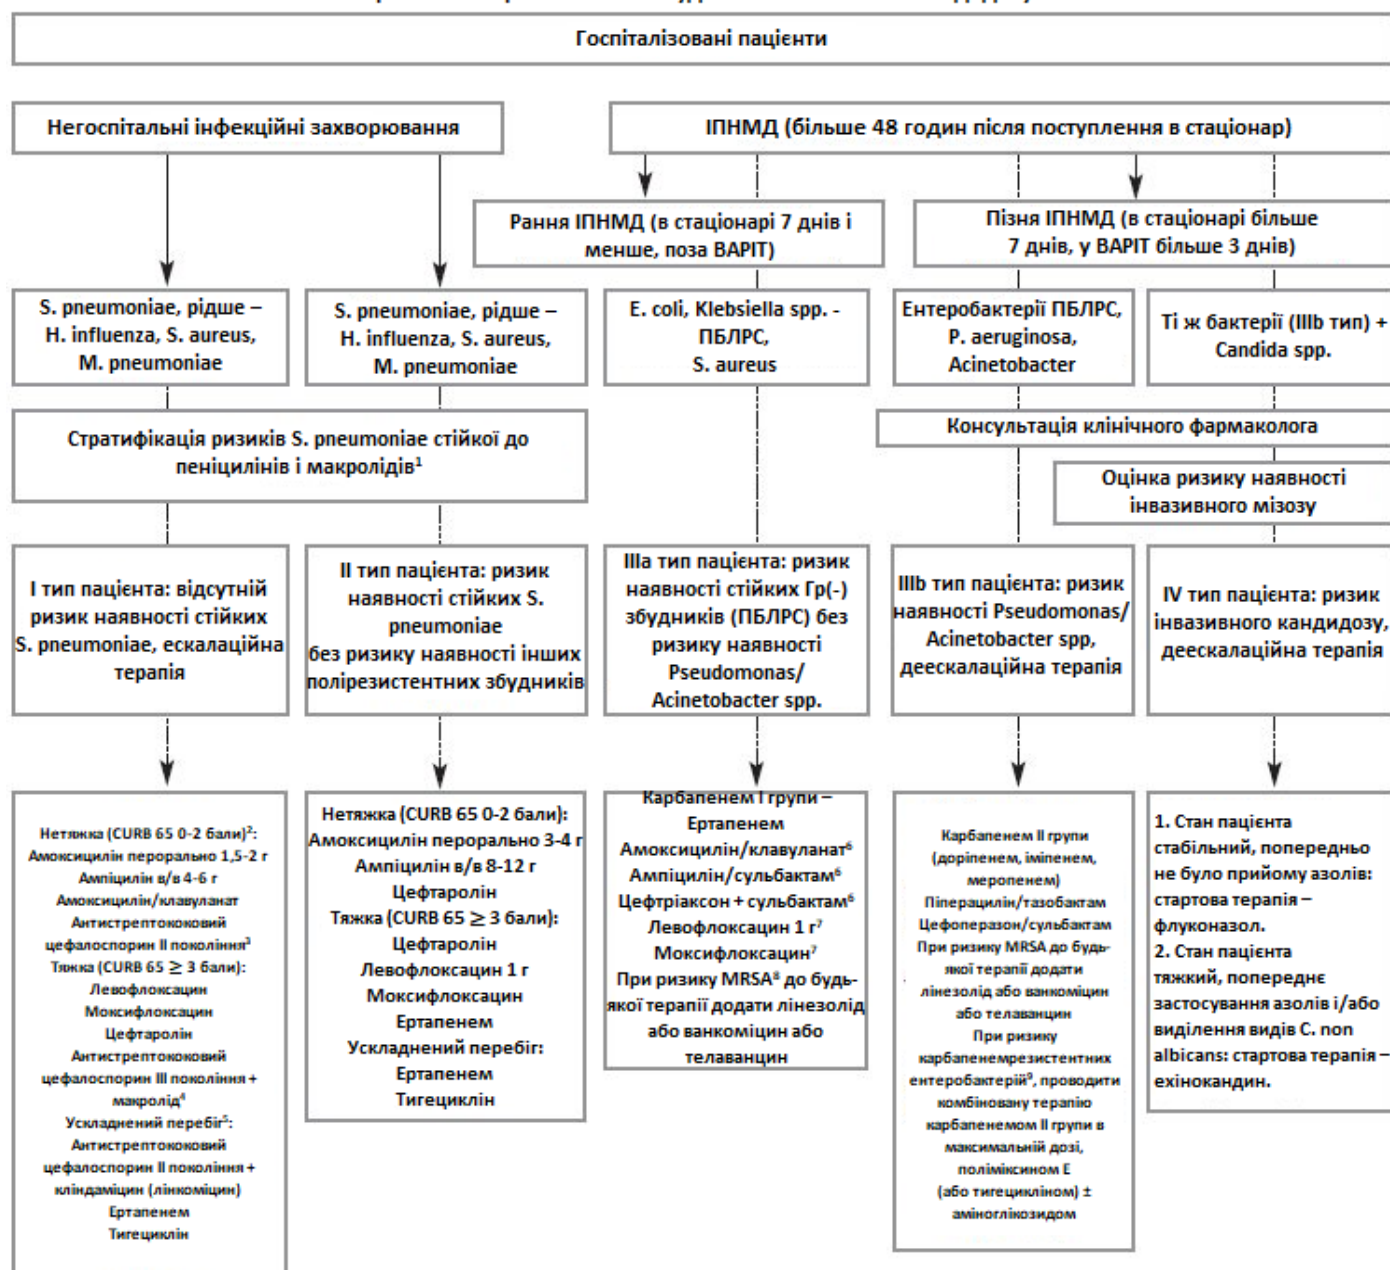 Госпіталізовані пацієнти
Негоспітальні інфекційні захворювання
ІПНМД (більше 48 годин після поступлення в стаціонар)
Рання ІПНМД (в стаціонарі 7 днів і
менше, поза ВАРІТ)
Пізня ІПНМД (в стаціонарі більше
7 днів, у ВАРІТ більше 3 днів)
S. pneumoniae, рідше –
H. influenza, S. aureus,
M. pneumoniae
S. pneumoniae, рідше –
H. influenza, S. aureus,
M. pneumoniae
E. coli, Klebsiella spp. -
ПБЛРС,
S. aureus
Ентеробактерії ПБЛРС,
P. aeruginosa,
Acinetobacter
Ті ж бактерії (IIIb тип) +
Candida spp.
Стратифікація ризиків S. pneumoniae стійкої до
пеніцилінів і макролідів¹
Консультація клінічного фармаколога
Оцінка ризику наявності
інвазивного мізозу
I тип пацієнта: відсутній
ризик наявності стійких
S. pneumoniae, ескалаційна
терапія
II тип пацієнта: ризик
наявності стійких S.
pneumoniae
без ризику наявності інших
полірезистентних збудників
IIIa тип пацієнта: ризик
наявності стійких Гр(-)
збудників (ПБЛРС) без
ризику наявності
Pseudomonas/
Acinetobacter spp.
IIIb тип пацієнта: ризик
наявності Pseudomonas/
Acinetobacter spp,
деескалаційна терапія
IV тип пацієнта: ризик
інвазивного кандидозу,
деескалаційна терапія
Нетяжка (CURB 65 0-2 бали)²:
Амоксицилін перорально 1,5-2 г
Ампіцилін в/в 4-6 г
Амоксицилін/клавуланат
Антистрептококовий
цефалоспорин II покоління³
Тяжка (CURB 65 ≥ 3 бали):
Левофлоксацин
Моксифлоксацин
Цефтаролін
Антистрептококовий
цефалоспорин III покоління +
макролід⁴
Ускладнений перебіг⁵:
Антистрептококовий
цефалоспорин II покоління +
кліндаміцин (лінкоміцин)
Ертапенем
Тигециклін
Нетяжка (CURB 65 0-2 бали):
Амоксицилін перорально 3-4 г
Ампіцилін в/в 8-12 г
Цефтаролін
Тяжка (CURB 65 ≥ 3 бали):
Цефтаролін
Левофлоксацин 1 г
Моксифлоксацин
Ертапенем
Ускладнений перебіг:
Ертапенем
Тигециклін
Карбапенем I групи –
Ертапенем
Амоксицилін/клавуланат⁶
Ампіцилін/сульбактам⁶
Цефтріаксон + сульбактам⁶
Левофлоксацин 1 г⁷
Моксифлоксацин⁷
При ризику MRSA⁸ до будь-
якої терапії додати лінезолід
або ванкоміцин або
телаванцин
Карбапенем II групи
(доріпенем, іміпенем,
меропенем)
Піперацилін/тазобактам
Цефоперазон/сульбактам
При ризику MRSA до будь-
якої терапії додати
лінезолід або ванкоміцин
або телаванцин
При ризику
карбапенемрезистентних
ентеробактерій⁹, проводити
комбіновану терапію
карбапенемом II групи в
максимальній дозі,
поліміксином Е
(або тигецикліном) ±
аміноглікозидом
1. Стан пацієнта
стабільний, попередньо
не було прийому азолів:
стартова терапія –
флуконазол.
2. Стан пацієнта
тяжкий, попереднє
застосування азолів і/або
виділення видів C. non
albicans: стартова терапія –
ехінокандин.